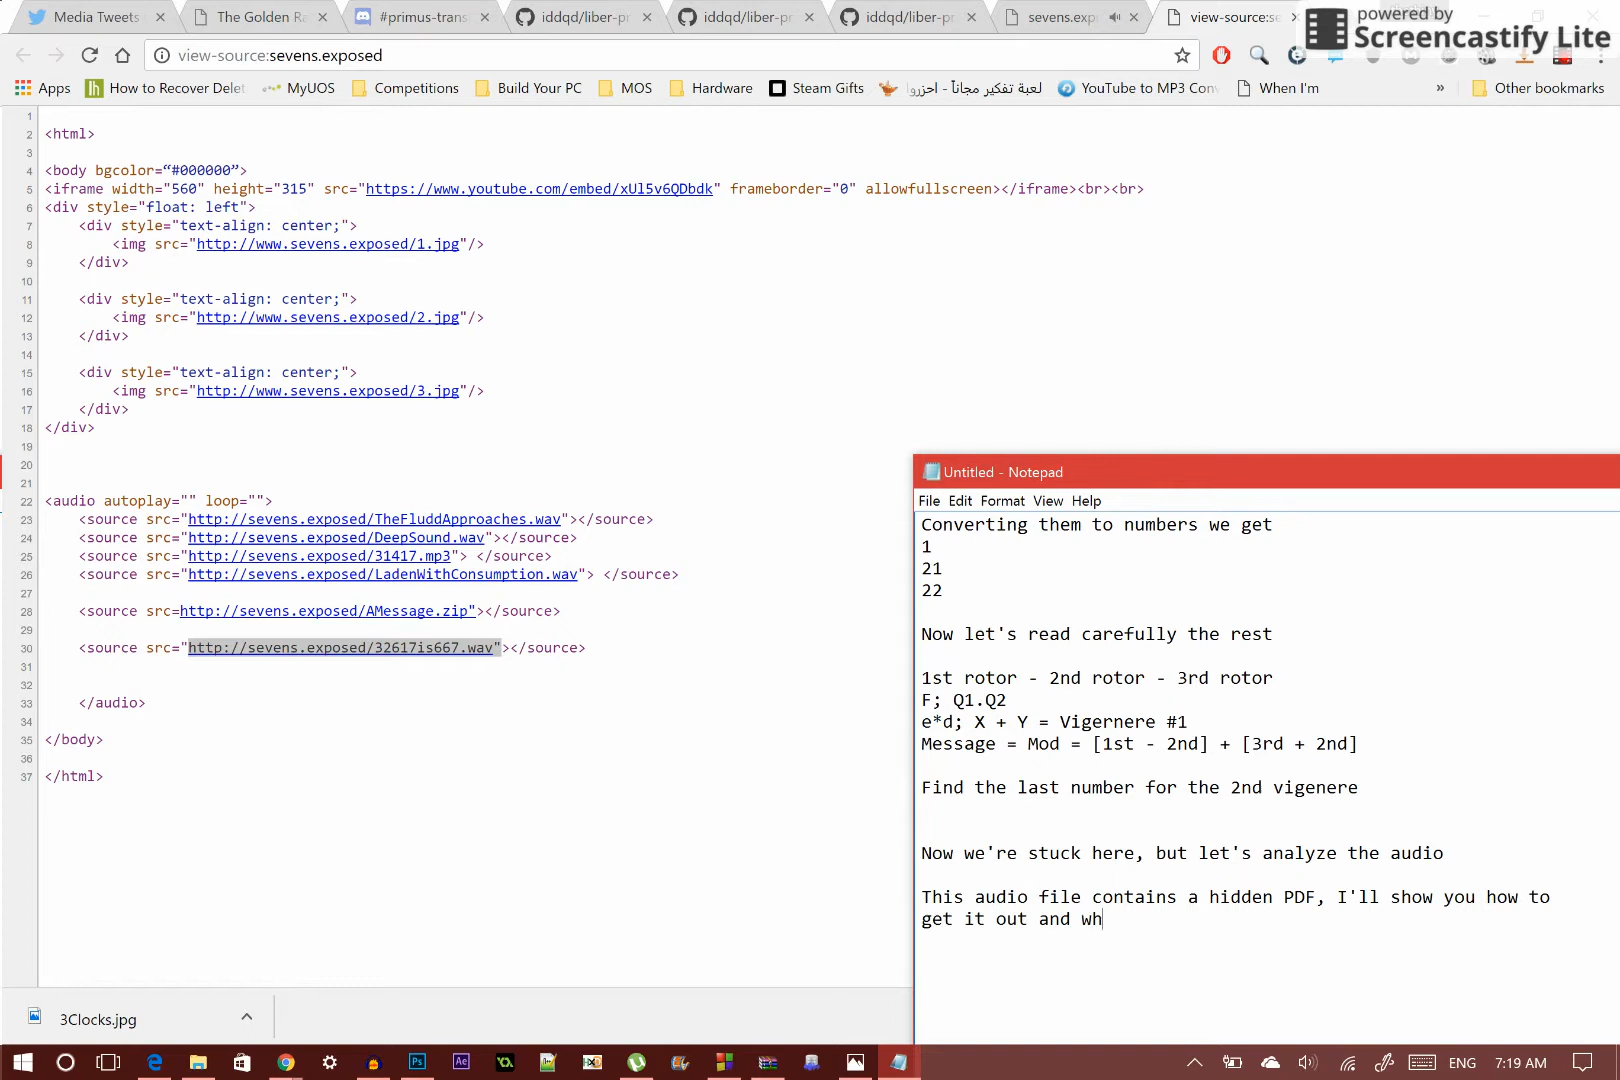 Media Tweets
The Golden Ra
#primus-trans
iddqd/liber-pr
iddqd/liber-pr
iddqd/liber-pr
sevens.exp
view-source:se
powered by
Screencastify Lite
view-source:sevens.exposed
Apps
How to Recover Delet
MyUOS
Competitions
Build Your PC
MOS
Hardware
Steam Gifts
لعبة تفكير مجاناً - احزروا
YouTube to MP3 Conv
When I'm
»
Other bookmarks
1
2 <html>
3
4 <body bgcolor=“#000000”>
5 <iframe width="560" height="315" src="https://www.youtube.com/embed/xUl5v6QDbdk" frameborder="0" allowfullscreen></iframe><br><br>
6 <div style="float: left">
7 <div style="text-align: center;">
8 <img src="http://www.sevens.exposed/1.jpg"/>
9 </div>
10
11 <div style="text-align: center;">
12 <img src="http://www.sevens.exposed/2.jpg"/>
13 </div>
14
15 <div style="text-align: center;">
16 <img src="http://www.sevens.exposed/3.jpg"/>
17 </div>
18 </div>
19
20
21
22 <audio autoplay="" loop="">
23 <source src="http://sevens.exposed/TheFluddApproaches.wav"></source>
24 <source src="http://sevens.exposed/DeepSound.wav"></source>
25 <source src="http://sevens.exposed/31417.mp3"> </source>
26 <source src="http://sevens.exposed/LadenWithConsumption.wav"> </source>
27
28 <source src=http://sevens.exposed/AMessage.zip"></source>
29
30 <source src="http://sevens.exposed/32617is667.wav"></source>
31
32
33 </audio>
34
35 </body>
36
37 </html>
Untitled - Notepad
File Edit Format View Help
Converting them to numbers we get
1
21
22
Now let's read carefully the rest
1st rotor - 2nd rotor - 3rd rotor
F; Q1.Q2
e*d; X + Y = Vigernere #1
Message = Mod = [1st - 2nd] + [3rd + 2nd]
Find the last number for the 2nd vigenere
Now we're stuck here, but let's analyze the audio
This audio file contains a hidden PDF, I'll show you how to
get it out and wh
3Clocks.jpg
ENG
7:19 AM